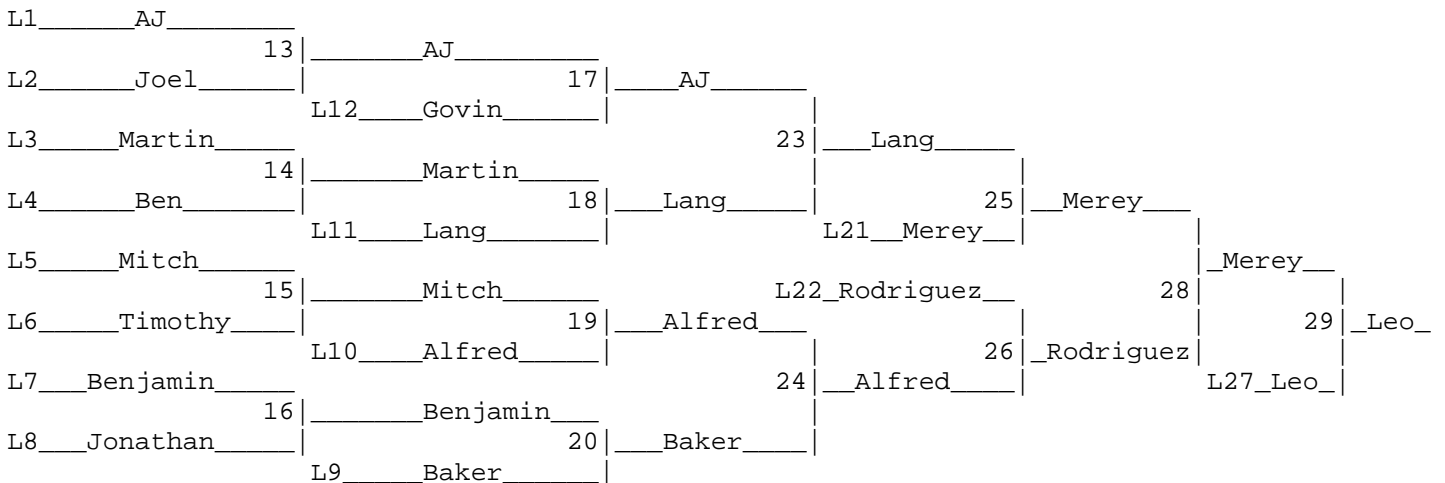 L1______AJ_________
13|_______AJ_________
L2______Joel______| 17|____AJ______
L12____Govin______| |
L3_____Martin_____ 23|___Lang_____
14|_______Martin_____ | |
L4______Ben_______| 18|___Lang_____| 25|__Merey___
L11____Lang_______| L21__Merey__| |
L5_____Mitch______ |_Merey__
15|_______Mitch______ L22_Rodriguez__ 28| |
L6_____Timothy____| 19|___Alfred___ | | 29|_Leo_
L10____Alfred_____| | 26|_Rodriguez| |
L7___Benjamin_____ 24|__Alfred____| L27_Leo_|
16|_______Benjamin___ |
L8___Jonathan_____| 20|___Baker____|
L9_____Baker______|